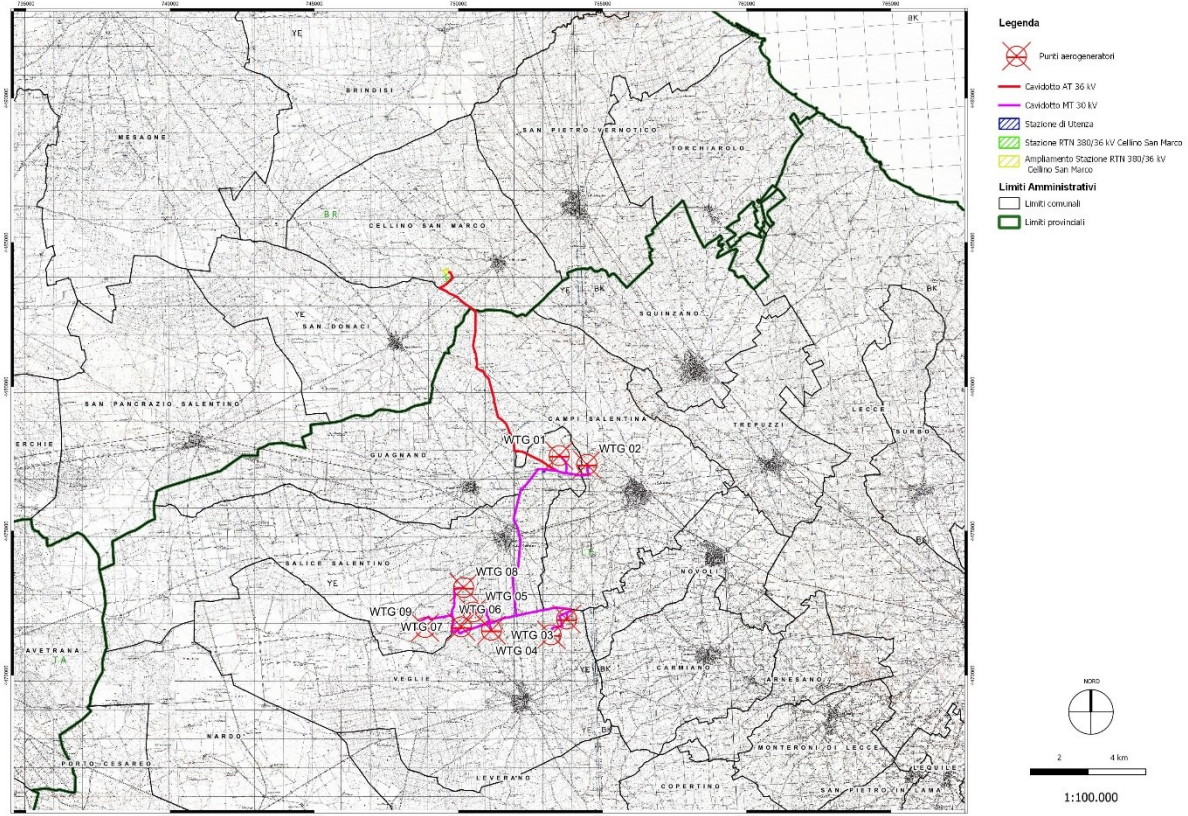 735000
740000
745000
750000
755000
760000
765000
BK
YE
BRINDISI
MESAGNE
SAN PIETRO VERNOTICO
TORCHIAROLO
BR
CELLINO SAN MARCO
YE
BK
BK
SQUINZANO
YE
SAN DONACI
SAN PANCRAZIO SALENTINO
LECCE
CAMPI SALENTINA
TREPUZZI
SURBO
ERCHIE
WTG 01
WTG 02
GUAGNANO
BK
LE
NOVOLI
SALICE SALENTINO
WTG 08
YE
WTG 05
WTG 09
WTG 06
WTG 07
WTG 03
WTG 04
AVETRANA
TA
YE
BK
CARMIANO
VEGLIE
ARNESANO
NARDO
YE
BK
MONTERONI DI LECCE
PORTO CESAREO
LEVERANO
LEQUILE
COPERTINO
SAN PIETRO IN LAMA
Legenda
Punti aerogeneratori
Cavidotto AT 36 kV
Cavidotto MT 30 kV
Stazione di Utenza
Stazione RTN 380/36 kV Cellino San Marco
Ampliamento Stazione RTN 380/36 kV
Cellino San Marco
Limiti Amministrativi
Limiti comunali
Limiti provinciali
NORD
2 4 km
1:100.000